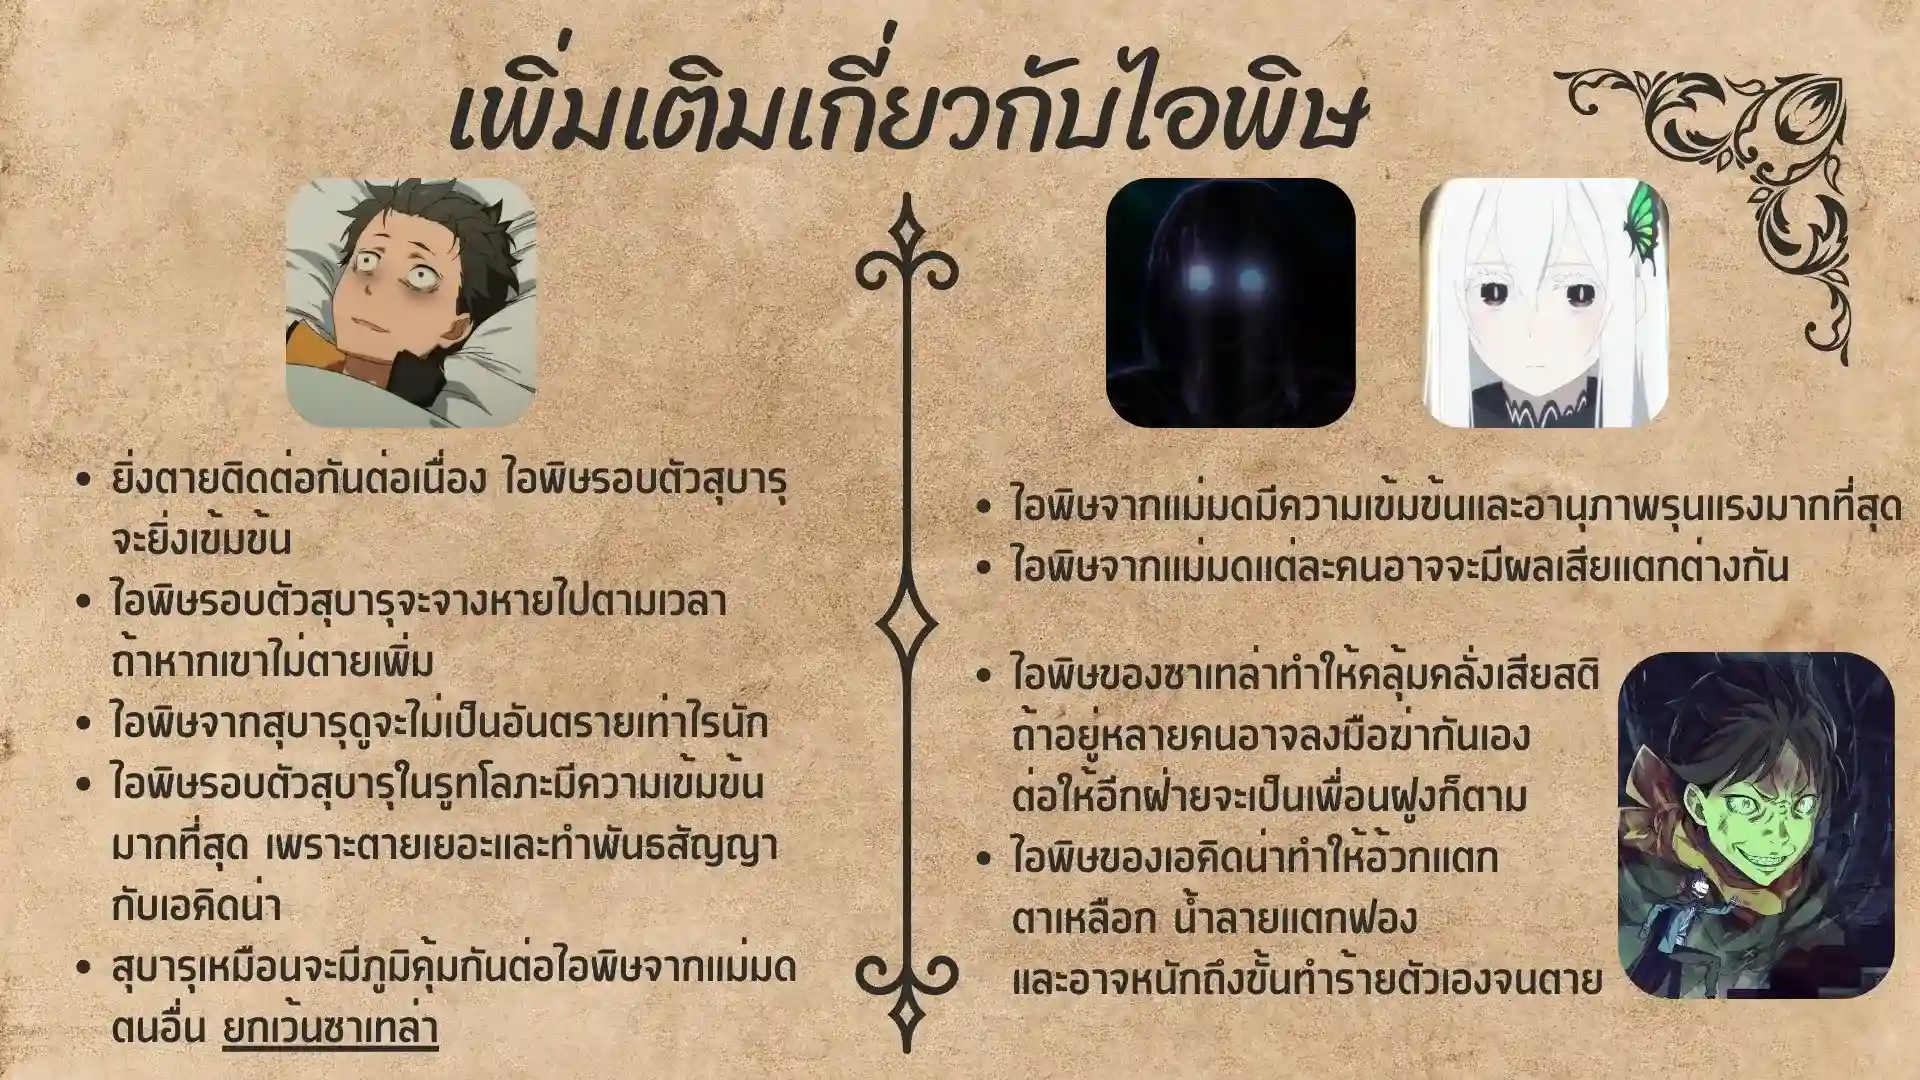 เพิ่มเติมเกี่ยวกับไอพิษ
ยิ่งตายติดต่อกันต่อเนื่อง ไอพิษรอบตัวสุบารุ
จะยิ่งเข้มข้น
ไอพิษรอบตัวสุบารุจะจางหายไปตามเวลา
ถ้าหากเขาไม่ตายเพิ่ม
ไอพิษจากสุบารุดูจะไม่เป็นอันตรายเท่าไรนัก
ไอพิษรอบตัวสุบารุในรูทโลภะมีความเข้มข้น
มากที่สุด เพราะตายเยอะและทำพันธสัญญา
กับเอคิดน่า
สุบารุเหมือนจะมีภูมิคุ้มกันต่อไอพิษจากแม่มด
ตนอื่น ยกเว้นซาเทล่า
ไอพิษจากแม่มดมีความเข้มข้นและอานุภาพรุนแรงมากที่สุด
ไอพิษจากแม่มดแต่ละคนอาจจะมีผลเสียแตกต่างกัน
ไอพิษของซาเทล่าทำให้คลุ้มคลั่งเสียสติ
ถ้าอยู่หลายคนอาจลงมือฆ่ากันเอง
ต่อให้อีกฝ่ายจะเป็นเพื่อนฝูงก็ตาม
ไอพิษของเอคิดน่าทำให้อ้วกแตก
ตาเหลือก น้ำลายแตกฟอง
และอาจหนักถึงขั้นทำร้ายตัวเองจนตาย